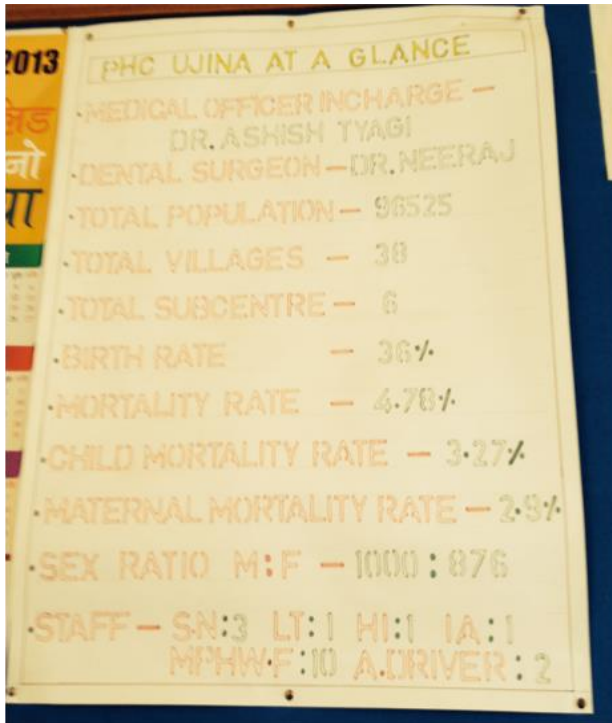 2013
PHC UJINA AT A GLANCE
•MEDICAL OFFICER INCHARGE –
DR. ASHISH TYAGI
•DENTAL SURGEON – DR. NEERAJ
•TOTAL POPULATION – 96525
•TOTAL VILLAGES – 38
•TOTAL SUBCENTRE – 6
•BIRTH RATE – 36%
•MORTALITY RATE – 4.78%
•CHILD MORTALITY RATE – 3.27%
•MATERNAL MORTALITY RATE – 2.9%
•SEX RATIO M:F – 1000 : 876
•STAFF – S.N:3 LT:1 HI:1 IA:1
MPHW-F:10 A.DRIVER:2